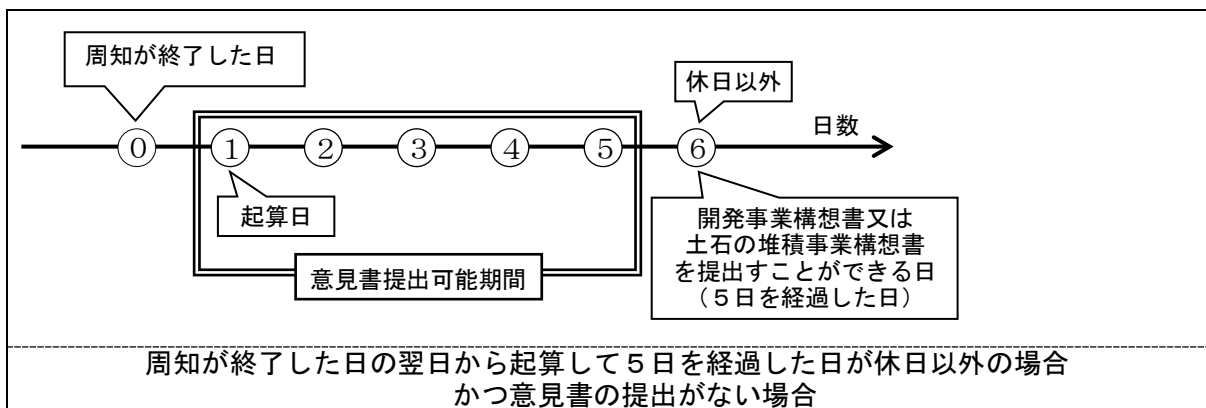 周知が終了した日
休日以外
日数
0 1 2 3 4 5 6
起算日
開発事業構想書又は
土石の堆積事業構想書
を提出すことができる日
（５日を経過した日）
意見書提出可能期間
周知が終了した日の翌日から起算して５日を経過した日が休日以外の場合
かつ意見書の提出がない場合